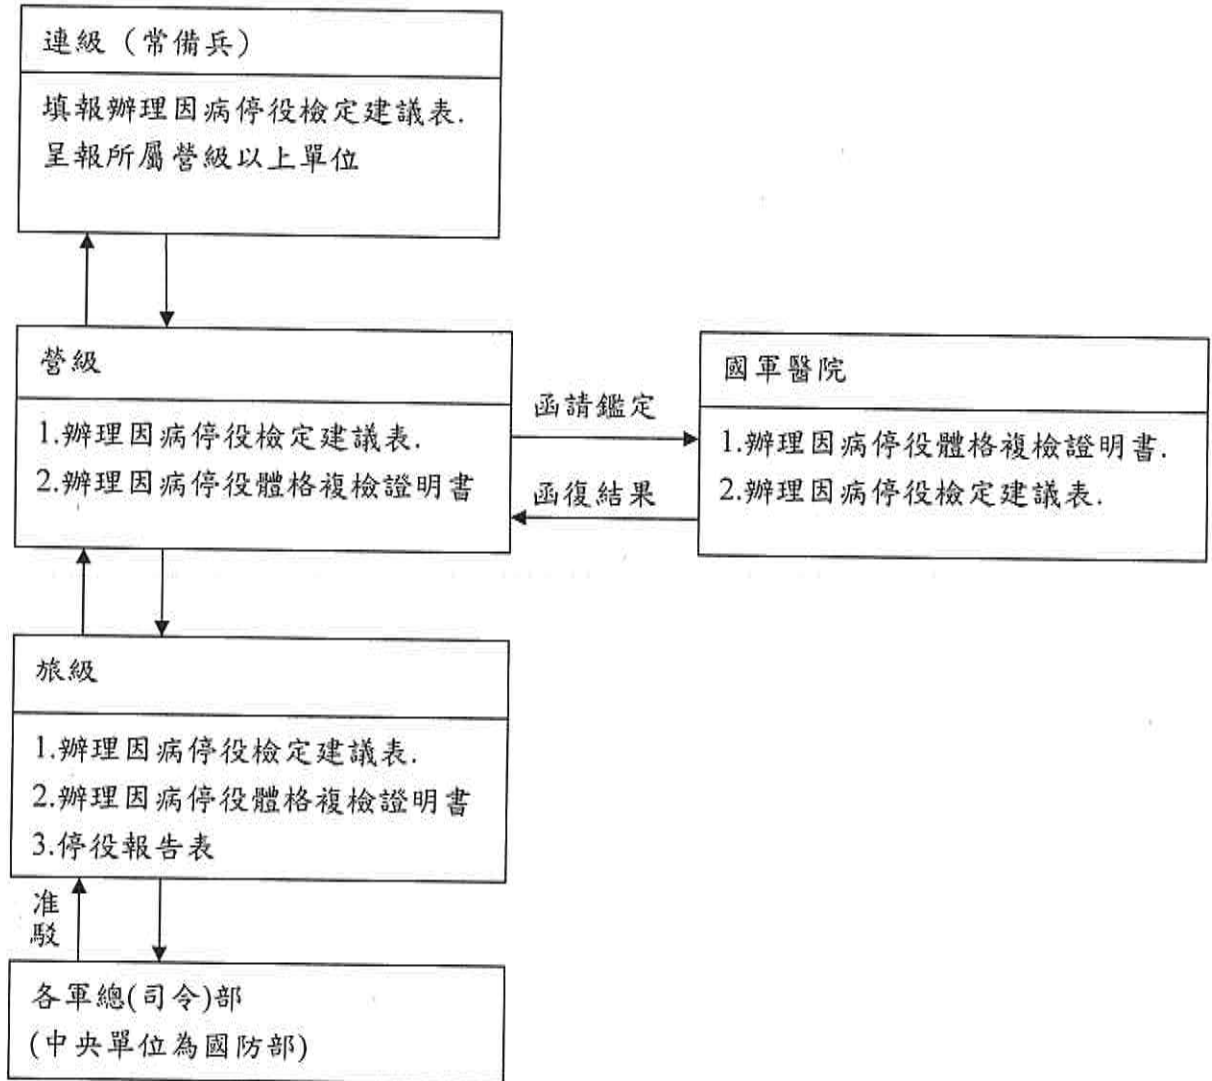 連級（常備兵）
填報辦理因病停役檢定建議表.
呈報所屬營級以上單位
營級
1.辦理因病停役檢定建議表.
2.辦理因病停役體格複檢證明書
函請鑑定
函復結果
國軍醫院
1.辦理因病停役體格複檢證明書.
2.辦理因病停役檢定建議表.
旅級
1.辦理因病停役檢定建議表.
2.辦理因病停役體格複檢證明書
3.停役報告表
准
駁
各軍總(司令)部
(中央單位為國防部)